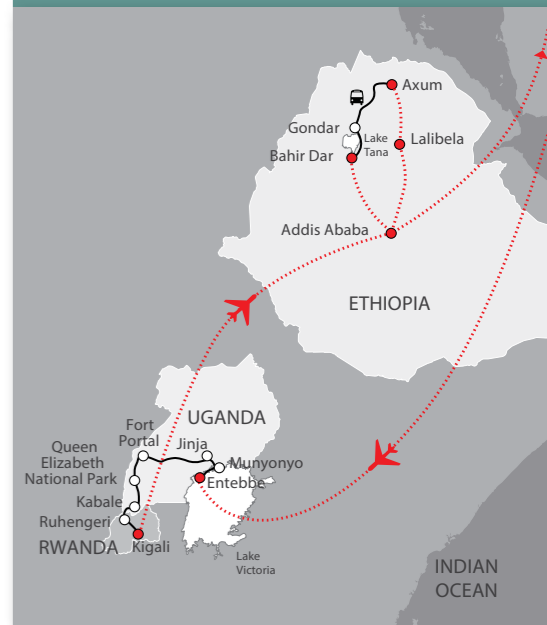 Axum
Gondar
Lake
Tana
Lalibela
Bahir Dar
Addis Ababa
ETHIOPIA
UGANDA
Fort
Portal
Jinja
Queen
Elizabeth
National Park
Munyonyo
Entebbe
Kabale
Ruhengeri
RWANDA
Kigali
Lake
Victoria
INDIAN
OCEAN